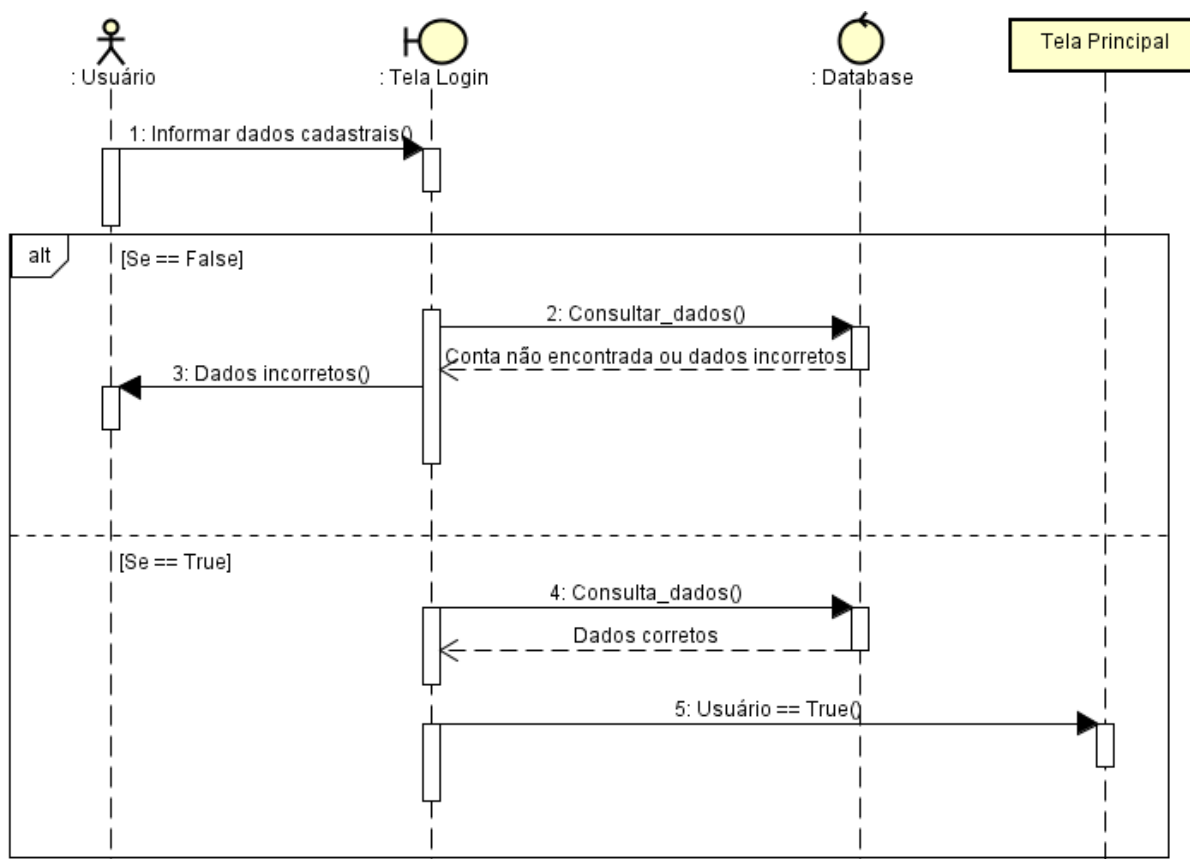 : Usuário
: Tela Login
: Database
Tela Principal
1: Informar dados cadastrais()
alt
[Se == False]
2: Consultar_dados()
Conta não encontrada ou dados incorretos
3: Dados incorretos()
[Se == True]
4: Consulta_dados()
Dados corretos
5: Usuário == True()